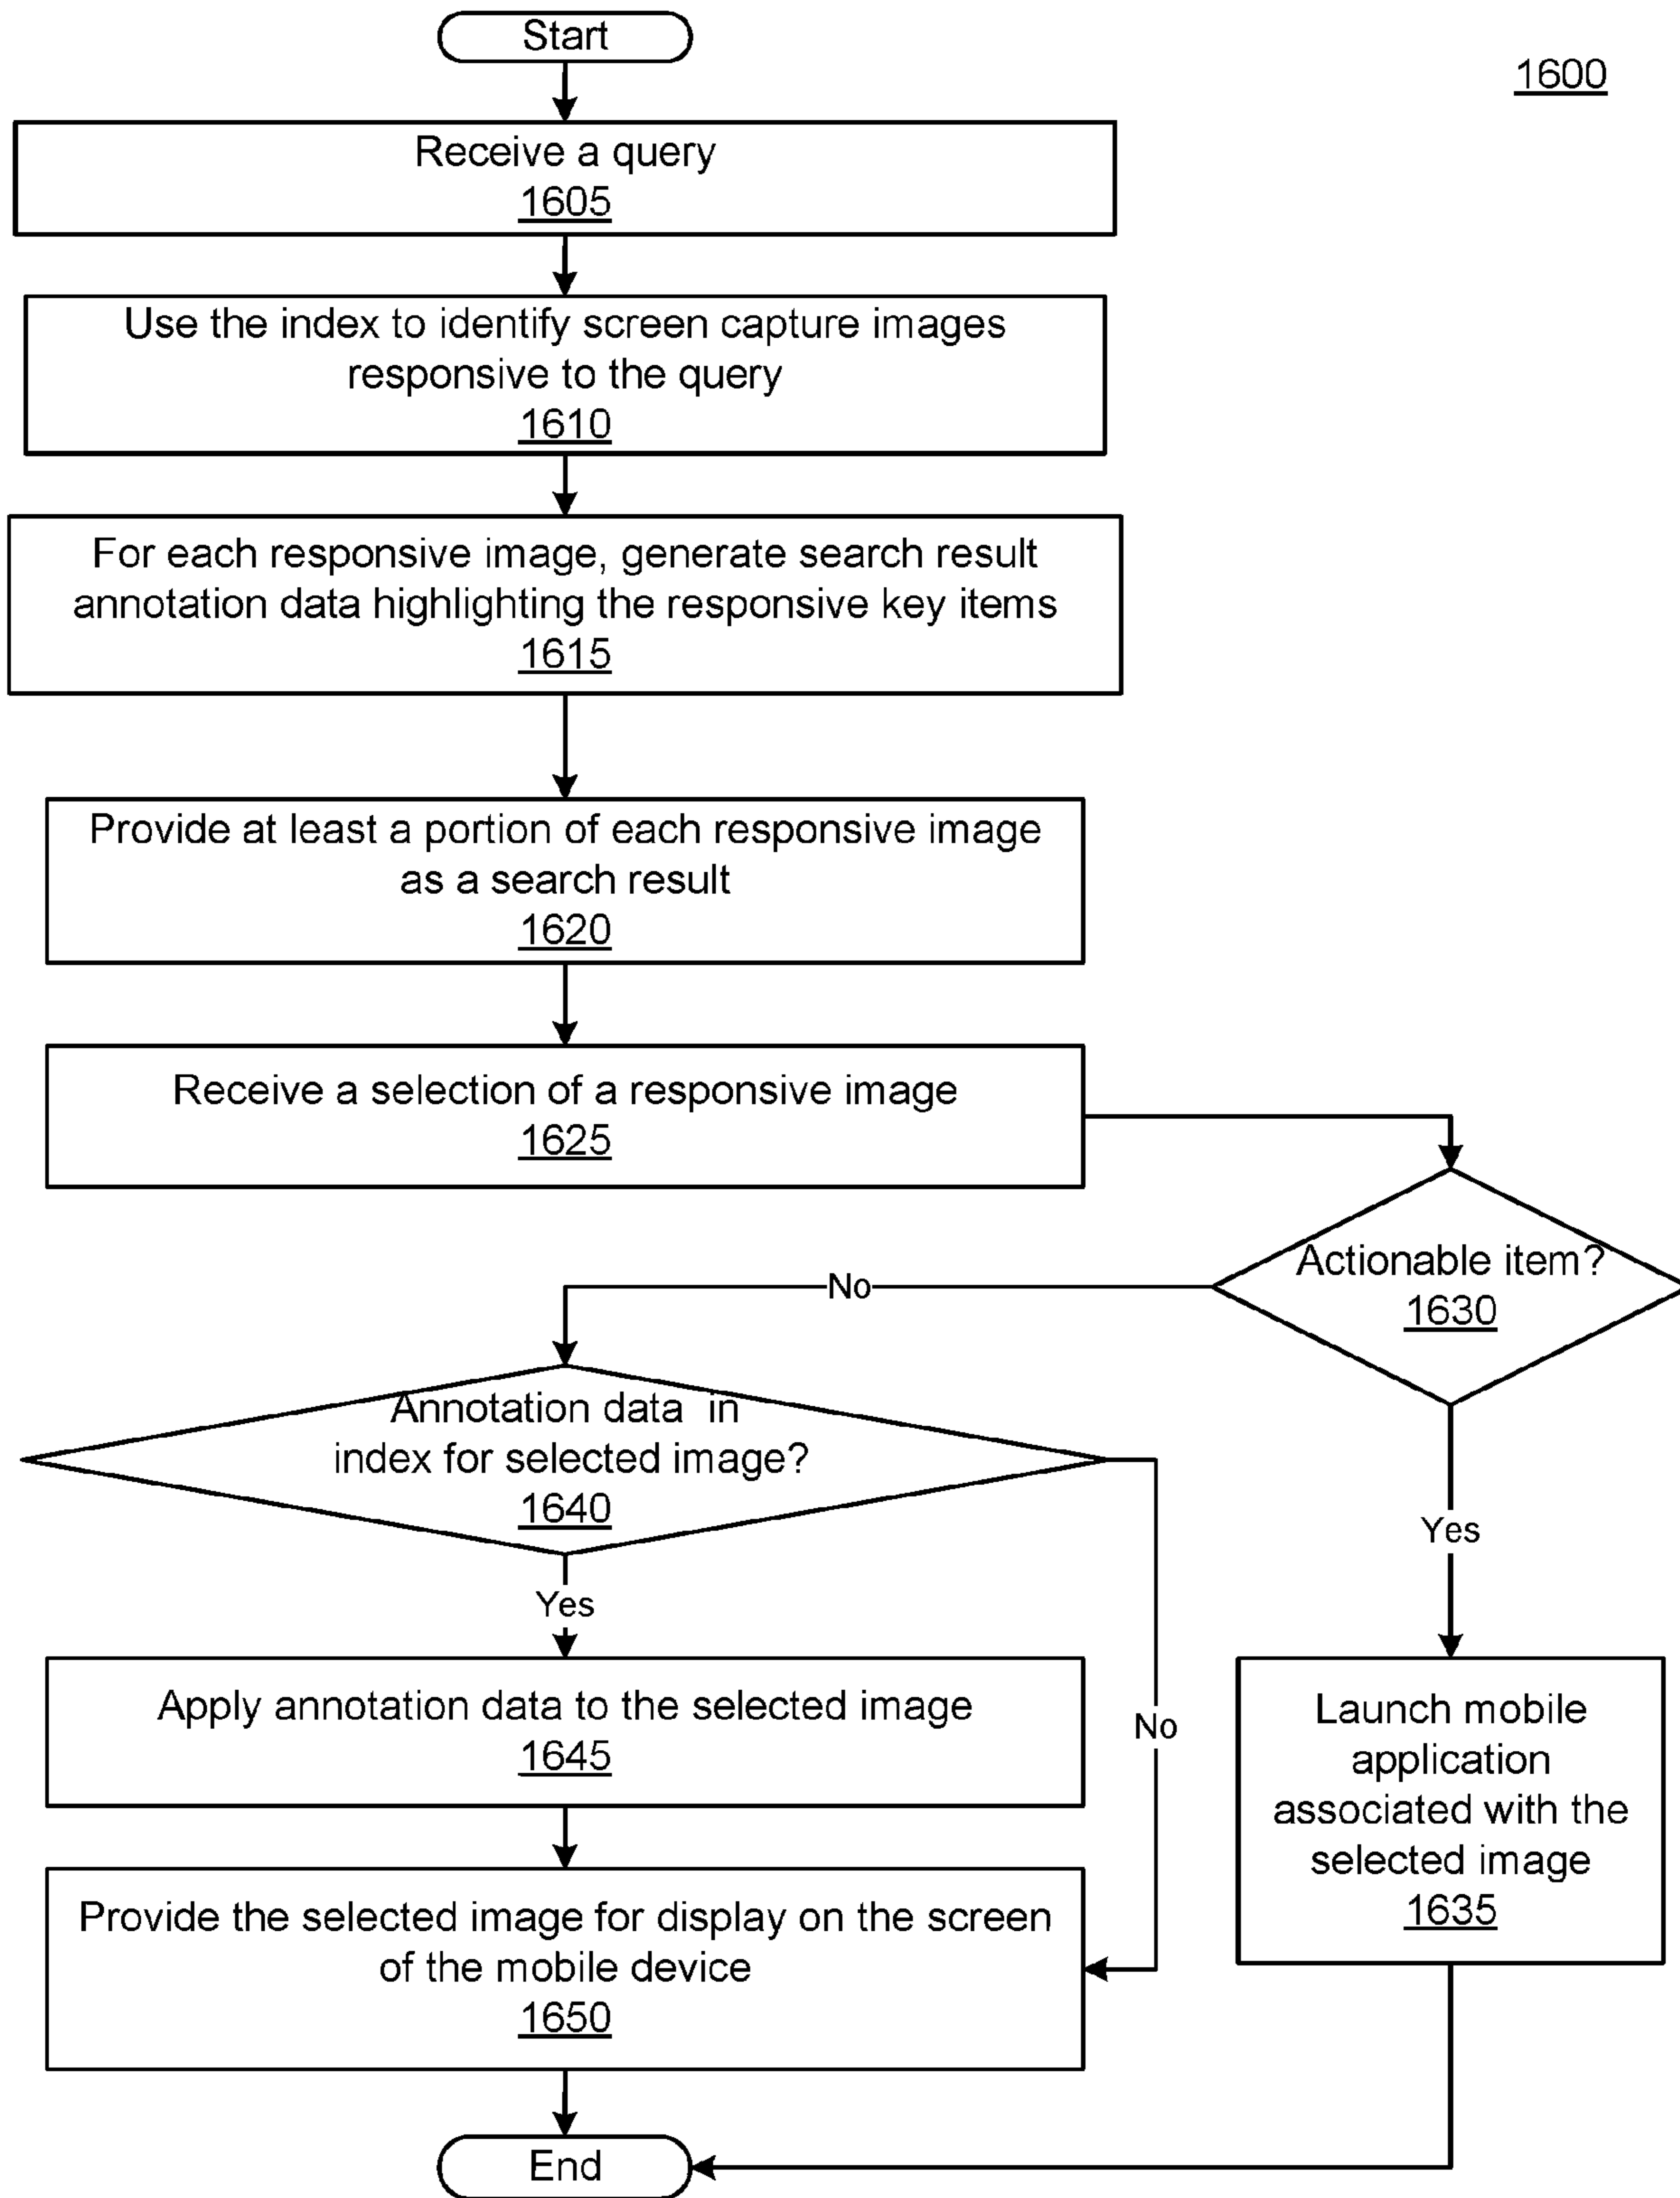 Start
1600
Receive a query
1605
Use the index to identify screen capture images
responsive to the query
1610
For each responsive image, generate search result
annotation data highlighting the responsive key items
1615
Provide at least a portion of each responsive image
as a search result
1620
Receive a selection of a responsive image
1625
Actionable item?
1630
No
Annotation data in
index for selected image?
1640
Yes
Yes
No
Apply annotation data to the selected image
1645
Launch mobile
application
associated with the
selected image
1635
Provide the selected image for display on the screen
of the mobile device
1650
End